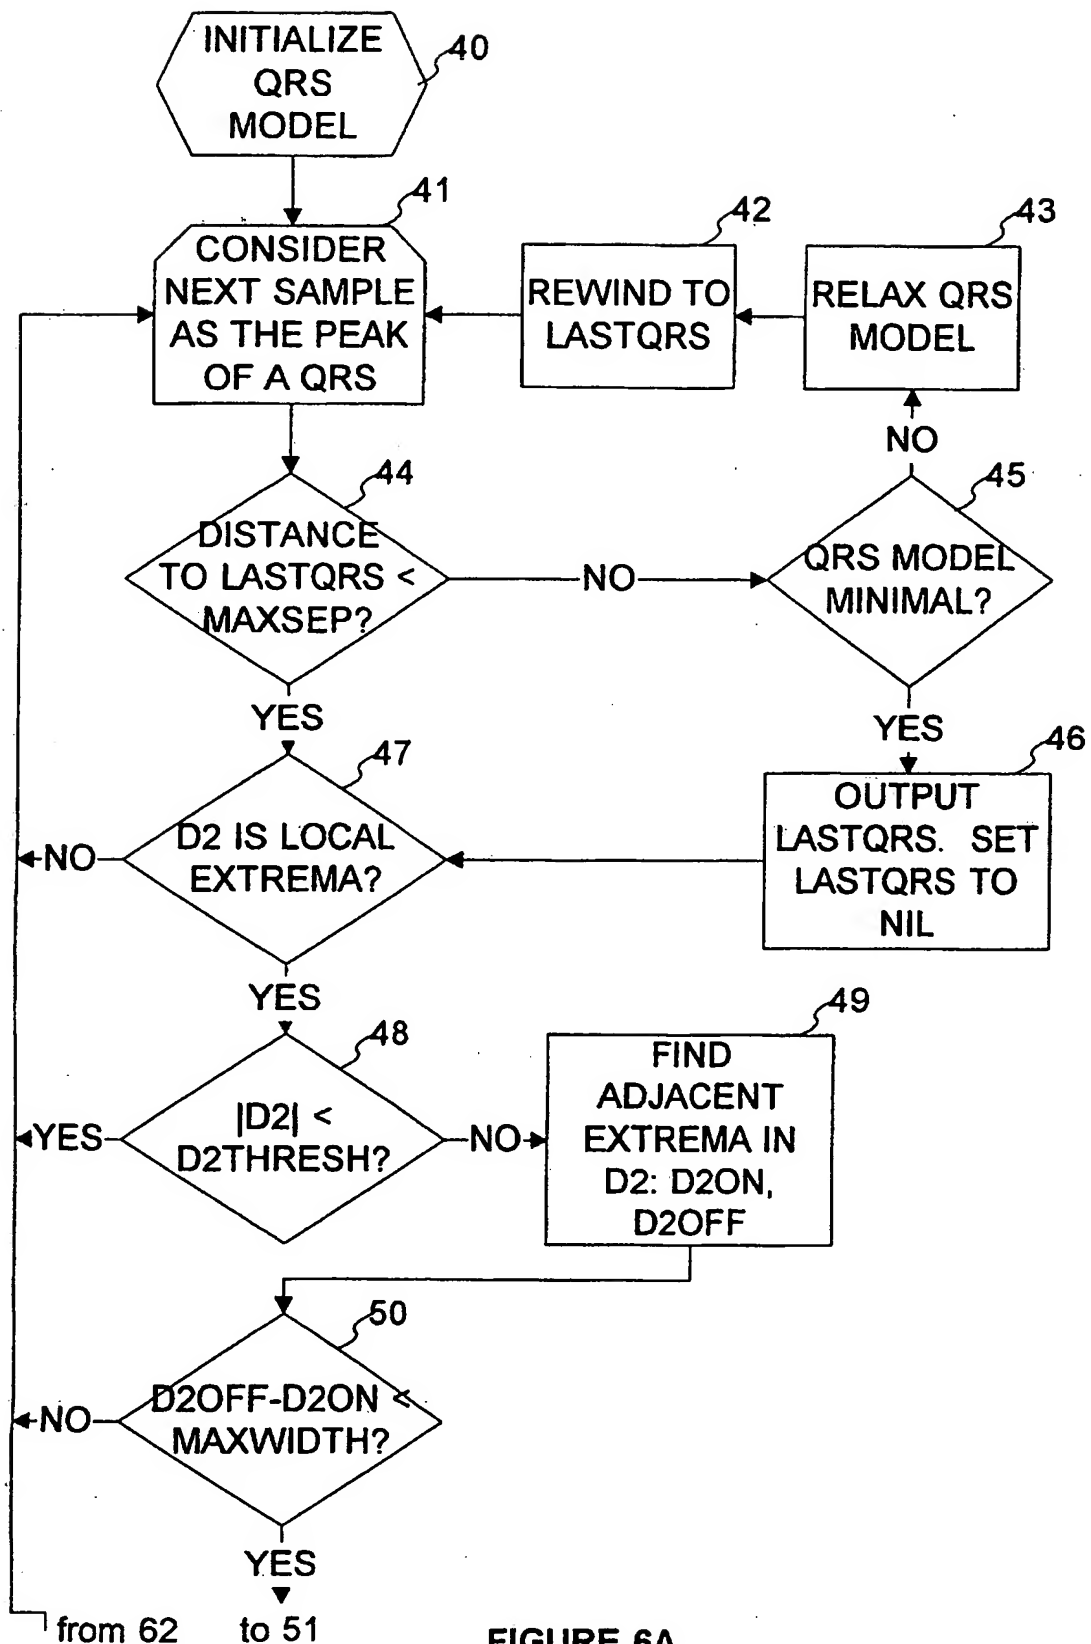 INITIALIZE
QRS
MODEL
40
41
CONSIDER
NEXT SAMPLE
AS THE PEAK
OF A QRS
42
REWIND TO
LASTQRS
43
RELAX QRS
MODEL
NO
44
DISTANCE
TO LASTQRS <
MAXSEP?
NO
45
QRS MODEL
MINIMAL?
YES
YES
46
OUTPUT
LASTQRS. SET
LASTQRS TO
NIL
47
D2 IS LOCAL
EXTREMA?
NO
YES
48
|D2| <
D2THRESH?
YES
NO
49
FIND
ADJACENT
EXTREMA IN
D2: D2ON,
D2OFF
50
D2OFF-D2ON <
MAXWIDTH?
NO
YES
from 62
to 51
FIGURE 6A